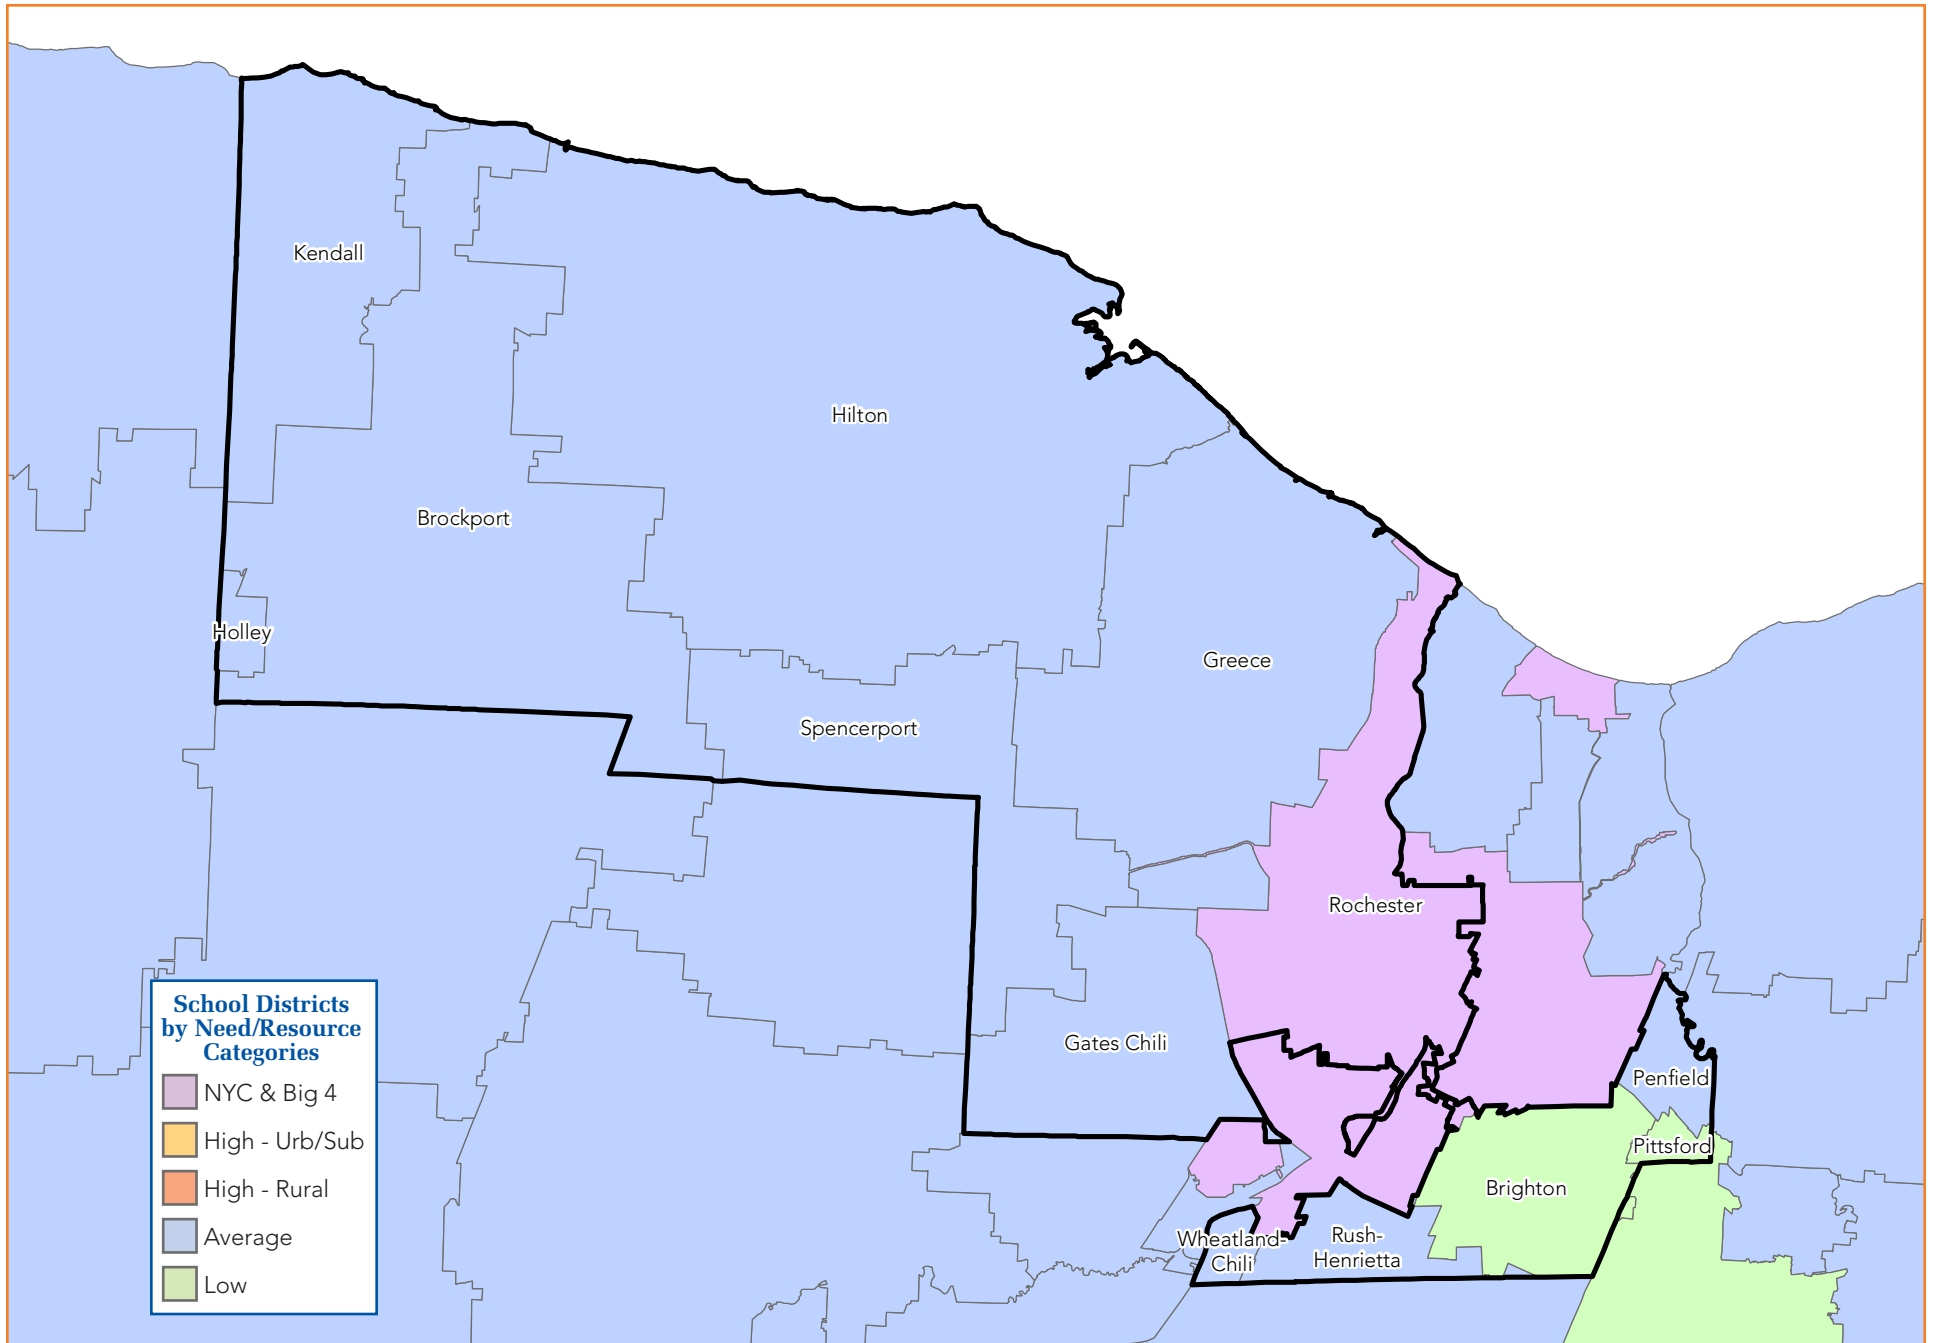 Kendall
Hilton
Brockport
Holley
Greece
Spencerport
Rochester
Gates Chili
Penfield
Pittsford
Brighton
Wheatland-
Chili
Rush-
Henrietta
School Districts
by Need/Resource
Categories
NYC & Big 4
High - Urb/Sub
High - Rural
Average
Low